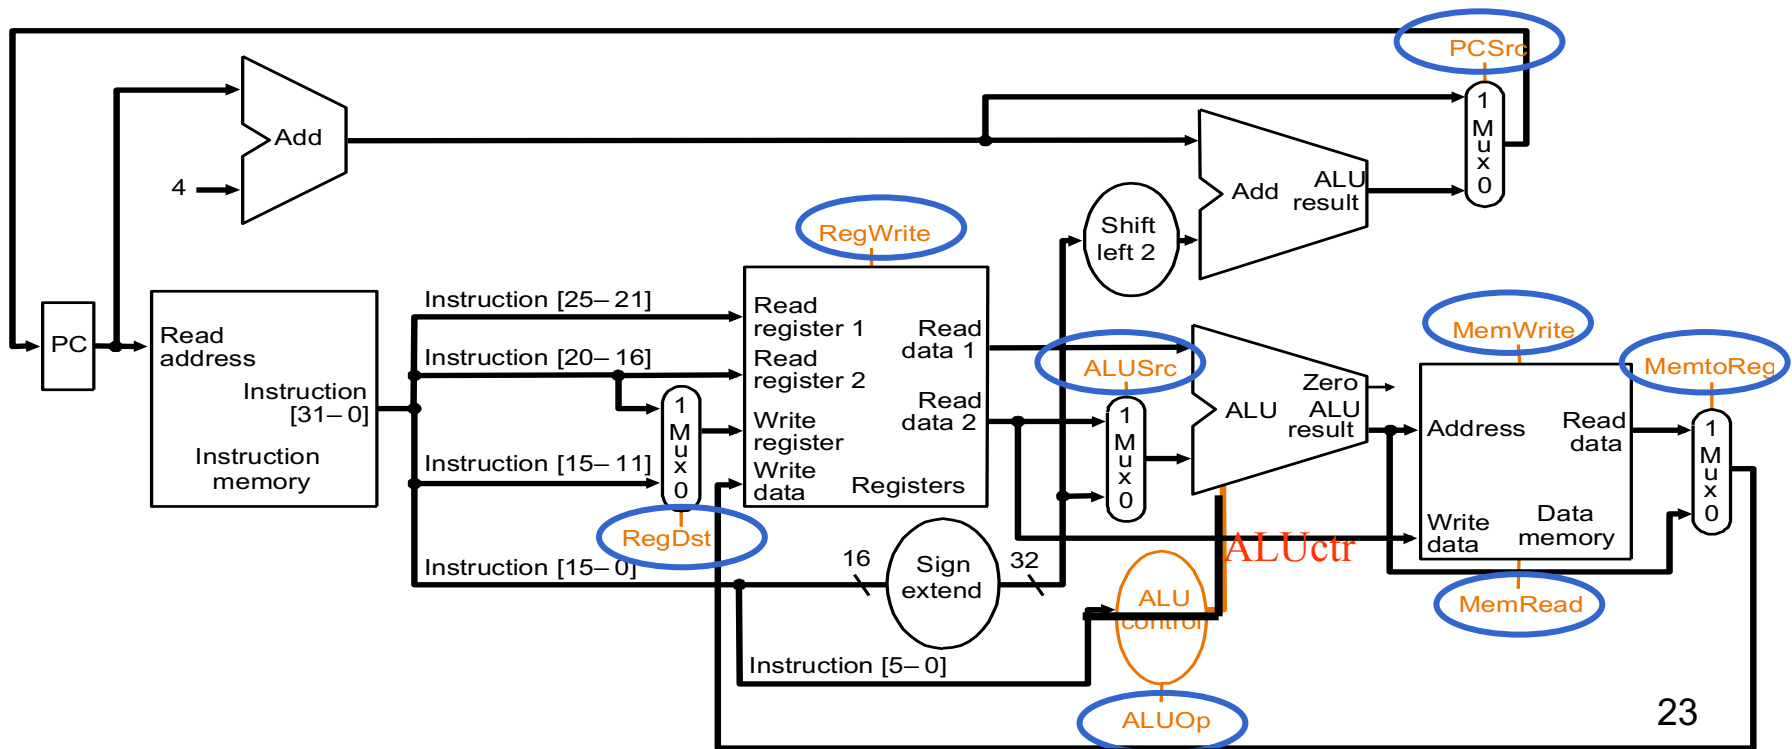 PCSrc
1
M
u
x
0
Add
4
Add
ALU
result
Shift
left 2
RegWrite
Instruction [25–21]
Read
register 1
Read
data 1
PC
Read
address
Instruction [20–16]
Read
register 2
Instruction
[31–0]
Instruction
memory
1
M
u
x
0
Write
register
Read
data 2
Instruction [15–11]
Write
data
Registers
RegDst
ALUSrc
1
M
u
x
0
Zero
ALU
ALU
result
MemWrite
MemtoReg
Address
Read
data
1
M
u
x
0
Write
data
Data
memory
MemRead
Instruction [15–0]
16
Sign
extend
32
ALUctr
ALU
control
Instruction [5–0]
ALUOp
23